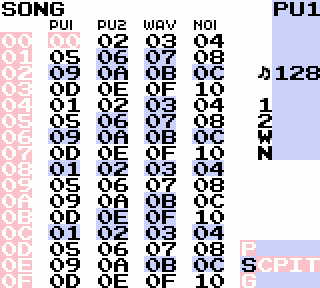 SONG PU1
PU1 PU2 WAV NOI
00 00 02 03 04
01 05 06 07 08
02 09 0A 0B 0C ♫128
03 0D 0E 0F 10
04 01 02 03 04 1
05 05 06 07 08 2
06 09 0A 0B 0C W
07 0D 0E 0F 10 N
08 01 02 03 04
09 05 06 07 08
0A 09 0A 0B 0C
0B 0D 0E 0F 10
0C 01 02 03 04
0D 05 06 07 08 P
0E 09 0A 0B 0C SCPIT
0F 0D 0E 0F 10 G